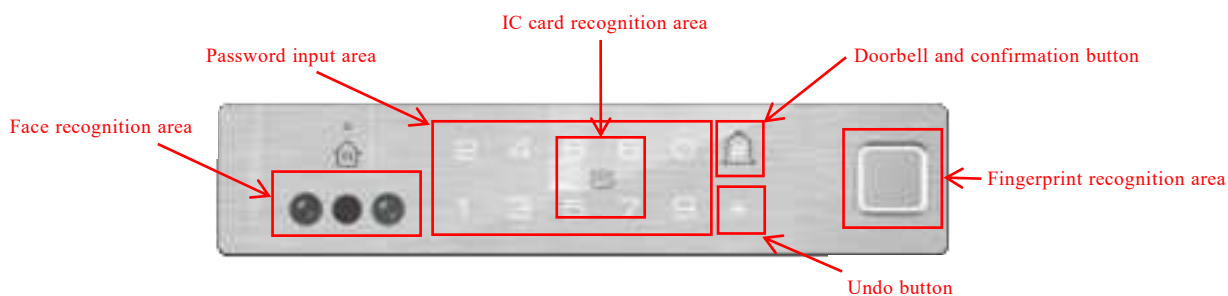 IC card recognition area
Password input area
Doorbell and confirmation button
Face recognition area
Fingerprint recognition area
Undo button